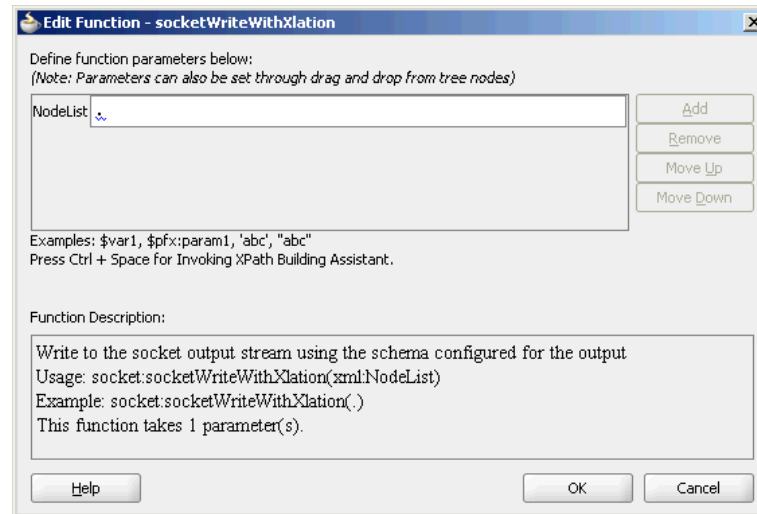 Edit Function - socketWriteWithXlation
Define function parameters below:
(Note: Parameters can also be set through drag and drop from tree nodes)
NodeList .
Add
Remove
Move Up
Move Down
Examples: $var1, $pfx:param1, 'abc', "abc"
Press Ctrl + Space for Invoking XPath Building Assistant.
Function Description:
Write to the socket output stream using the schema configured for the output
Usage: socket:socketWriteWithXlation(xml:NodeList)
Example: socket:socketWriteWithXlation(.)
This function takes 1 parameter(s).
Help OK Cancel